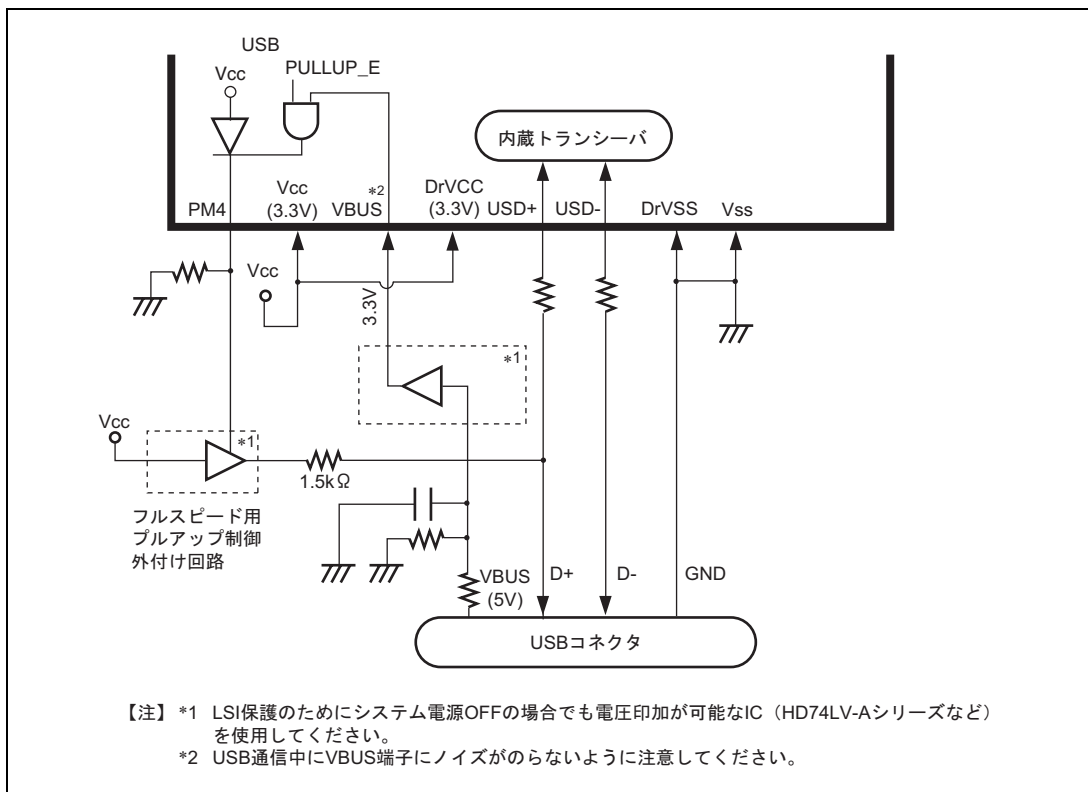 USB
Vcc
PULLUP_E
内蔵トランシーバ
PM4
Vcc
(3.3V)
VBUS
*2
DrVCC
(3.3V)
USD+
USD-
DrVSS
Vss
Vcc
3.3V
*1
Vcc
*1
1.5kΩ
フルスピード用
プルアップ制御
外付け回路
VBUS
(5V)
D+
D-
GND
USBコネクタ
【注】 *1 LSI保護のためにシステム電源OFFの場合でも電圧印加が可能なIC（HD74LV-Aシリーズなど）
を使用してください。
*2 USB通信中にVBUS端子にノイズがのらないように注意してください。